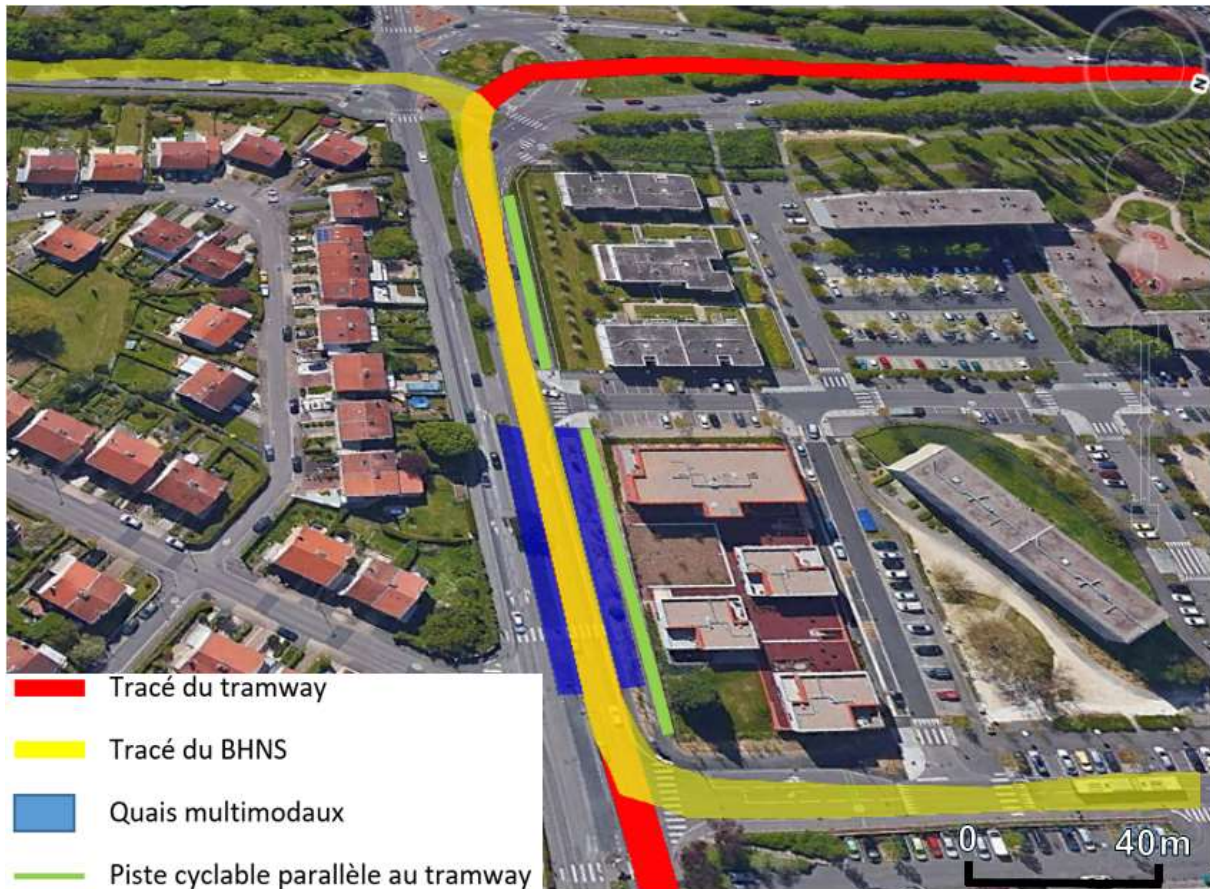 N
Tracé du tramway
Tracé du BHNS
Quais multimodaux
Piste cyclable parallèle au tramway
0 40m